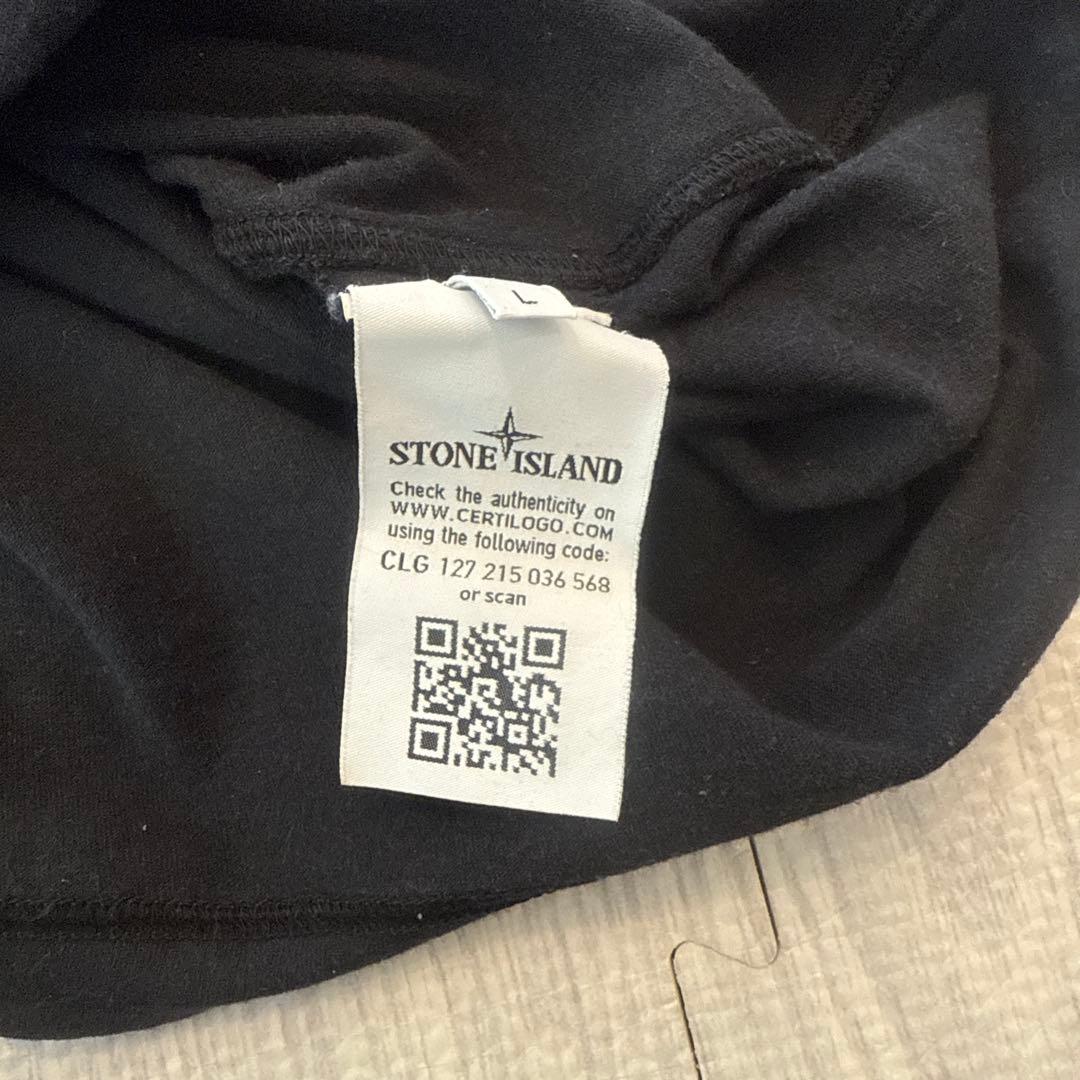 L
STONE ISLAND
Check the authenticity on
WWW.CERTILOGO.COM
using the following code:
CLG 127 215 036 568
or scan